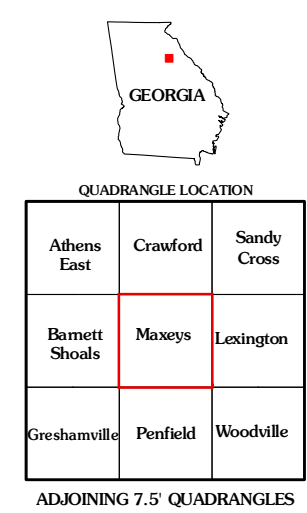 GEORGIA
QUADRANGLE LOCATION
Athens
East
Crawford
Sandy
Cross
Barnett
Shoals
Maxeys
Lexington
Greshamville
Penfield
Woodville
ADJOINING 7.5' QUADRANGLES